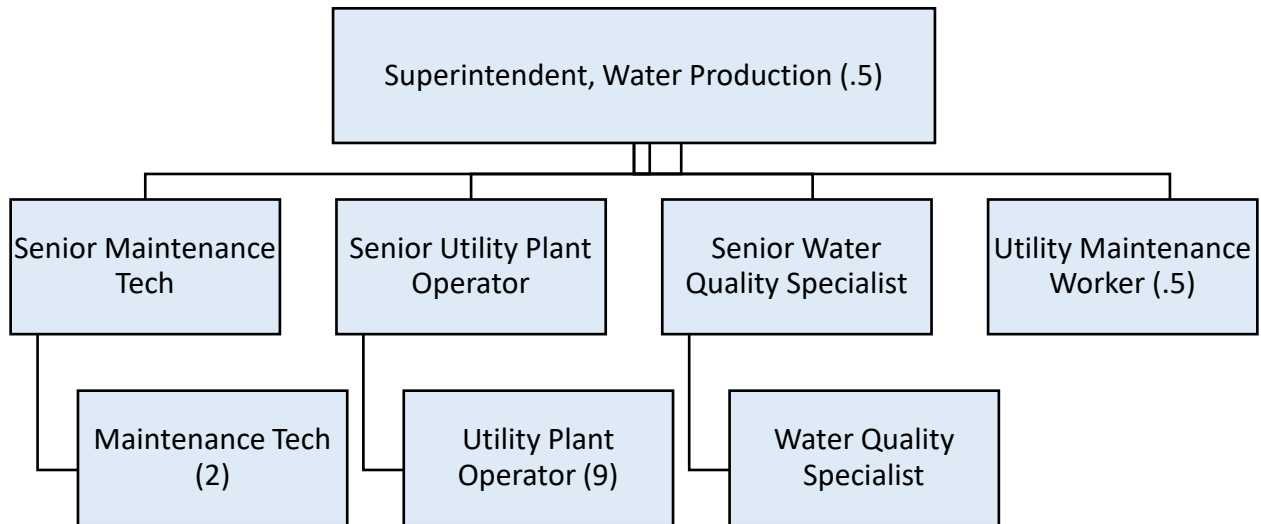 Superintendent, Water Production (.5)
Senior Maintenance
Tech
Senior Utility Plant
Operator
Senior Water
Quality Specialist
Utility Maintenance
Worker (.5)
Maintenance Tech
(2)
Utility Plant
Operator (9)
Water Quality
Specialist